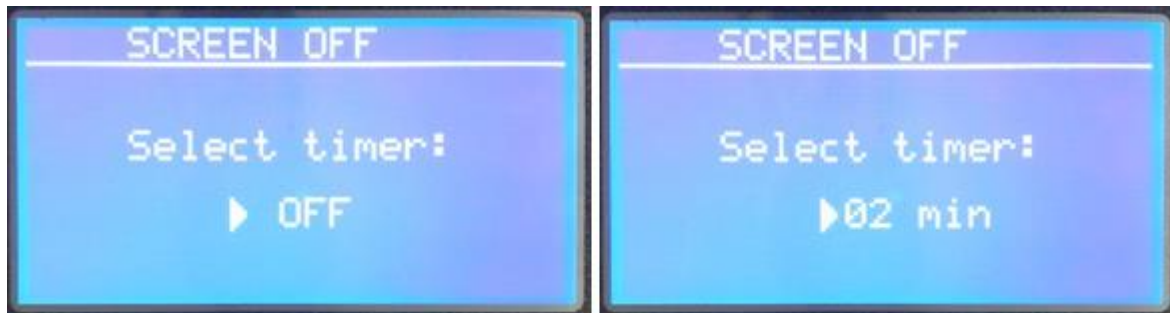 SCREEN OFF
Select timer:
OFF
SCREEN OFF
Select timer:
02 min